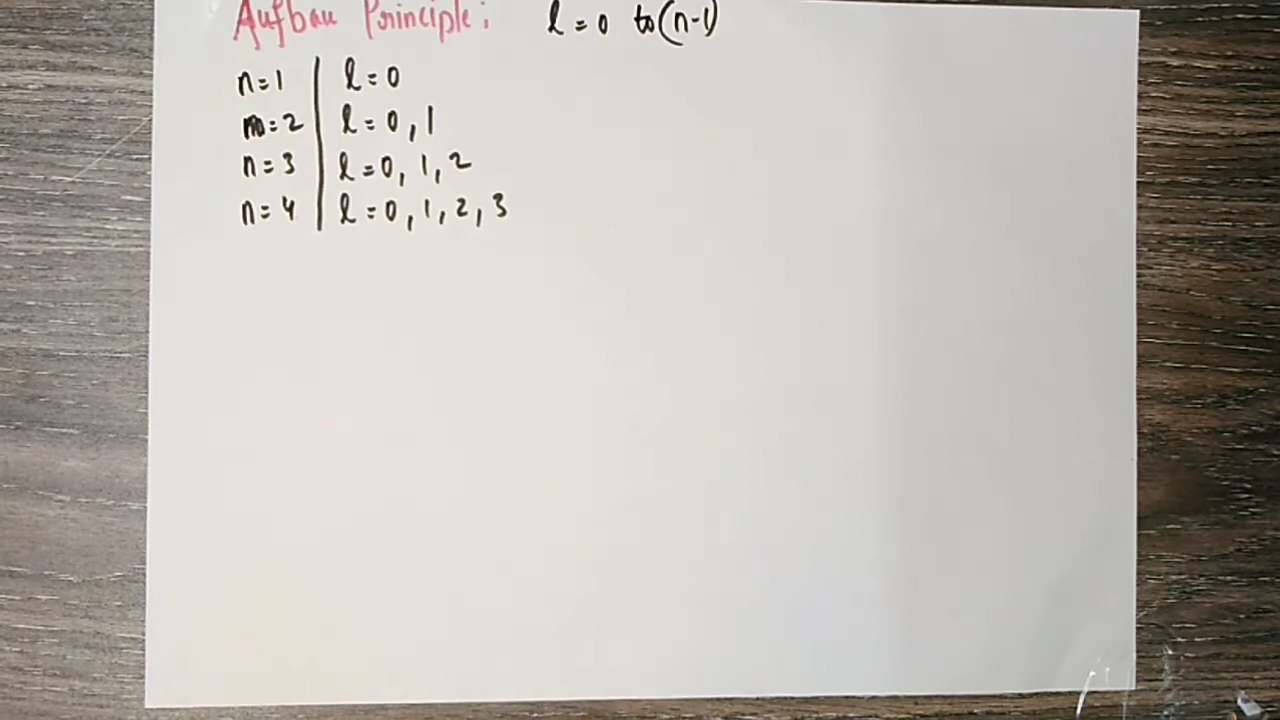 Aufbau Principle: l = 0 to (n-1)
n = 1 | l = 0
n = 2 | l = 0, 1
n = 3 | l = 0, 1, 2
n = 4 | l = 0, 1, 2, 3